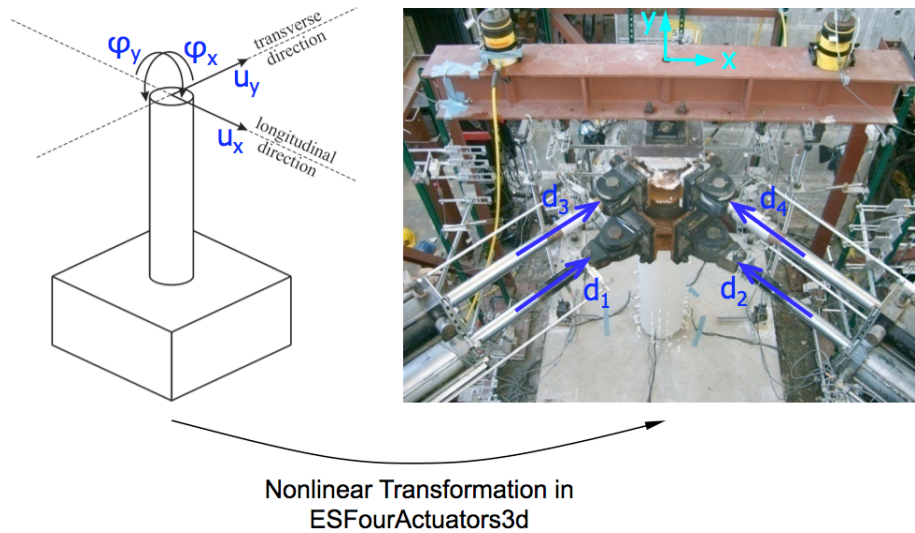 φy
φx
transverse
direction
uy
ux
longitudinal
direction
Y
X
d3
d4
d1
d2
Nonlinear Transformation in
ESFourActuators3d